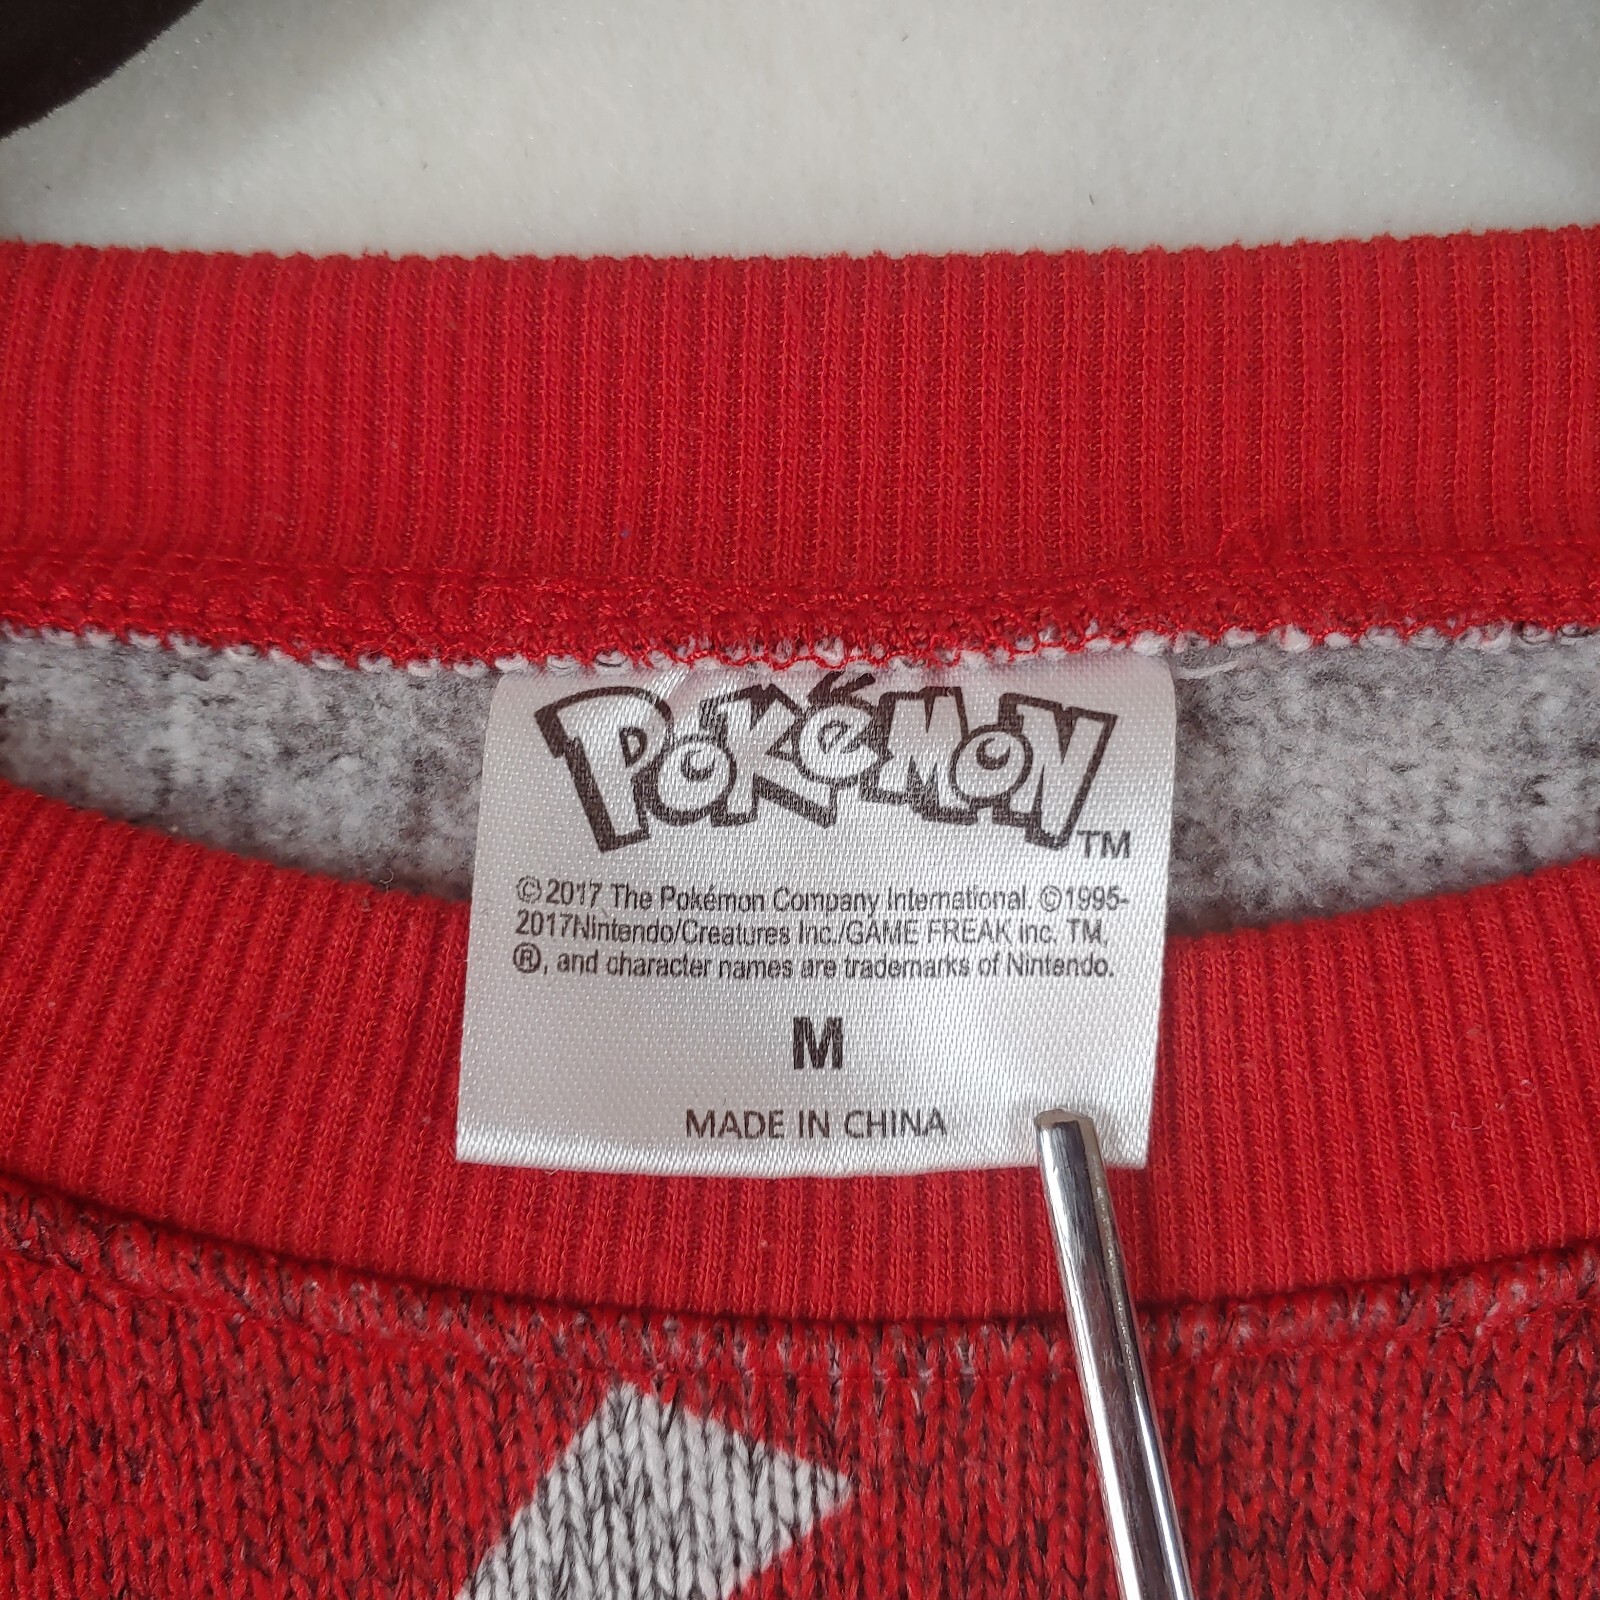 POKéMON
TM
©2017 The Pokémon Company International. ©1995-
2017Nintendo/Creatures Inc./GAME FREAK inc. TM,
®, and character names are trademarks of Nintendo.
M
MADE IN CHINA